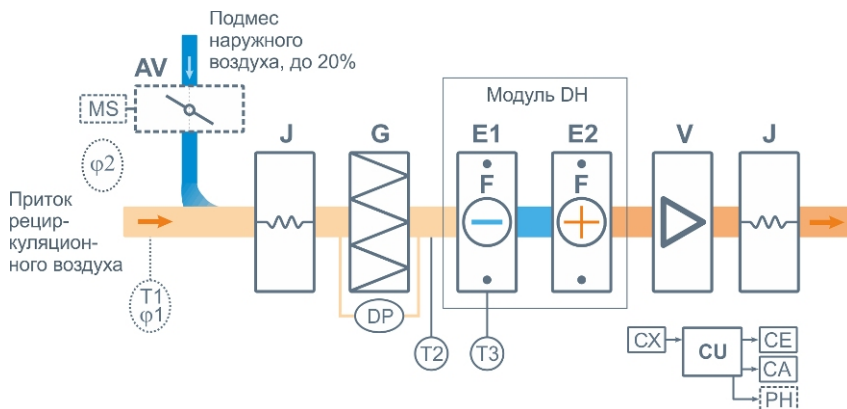 Подмес
наружного
воздуха, до 20%
AV
MS
φ2
Модуль DH
J
G
E1
E2
V
J
F
F
Приток
рецир-
куляцион-
ного воздуха
T1
φ1
DP
T2
T3
CX
CU
CE
CA
PH